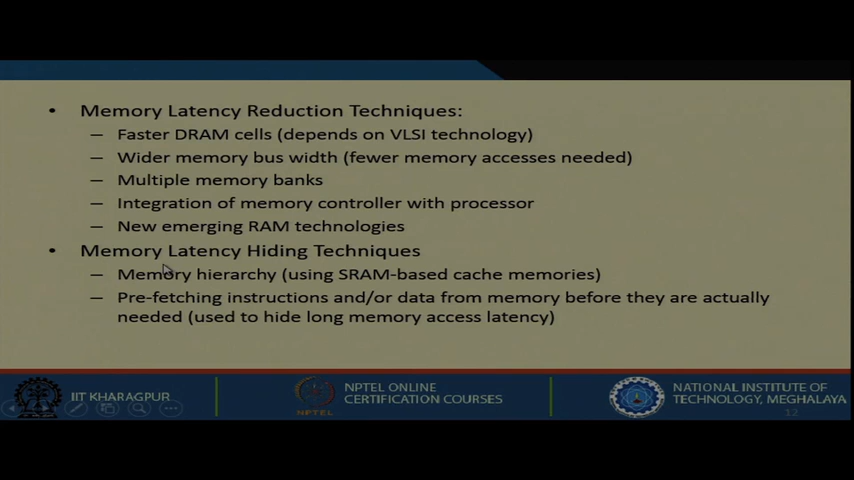 • Memory Latency Reduction Techniques:
– Faster DRAM cells (depends on VLSI technology)
– Wider memory bus width (fewer memory accesses needed)
– Multiple memory banks
– Integration of memory controller with processor
– New emerging RAM technologies
• Memory Latency Hiding Techniques
– Memory hierarchy (using SRAM-based cache memories)
– Pre-fetching instructions and/or data from memory before they are actually
needed (used to hide long memory access latency)
IIT KHARAGPUR
NPTEL
NPTEL ONLINE
CERTIFICATION COURSES
NATIONAL INSTITUTE OF
TECHNOLOGY, MEGHALAYA
12